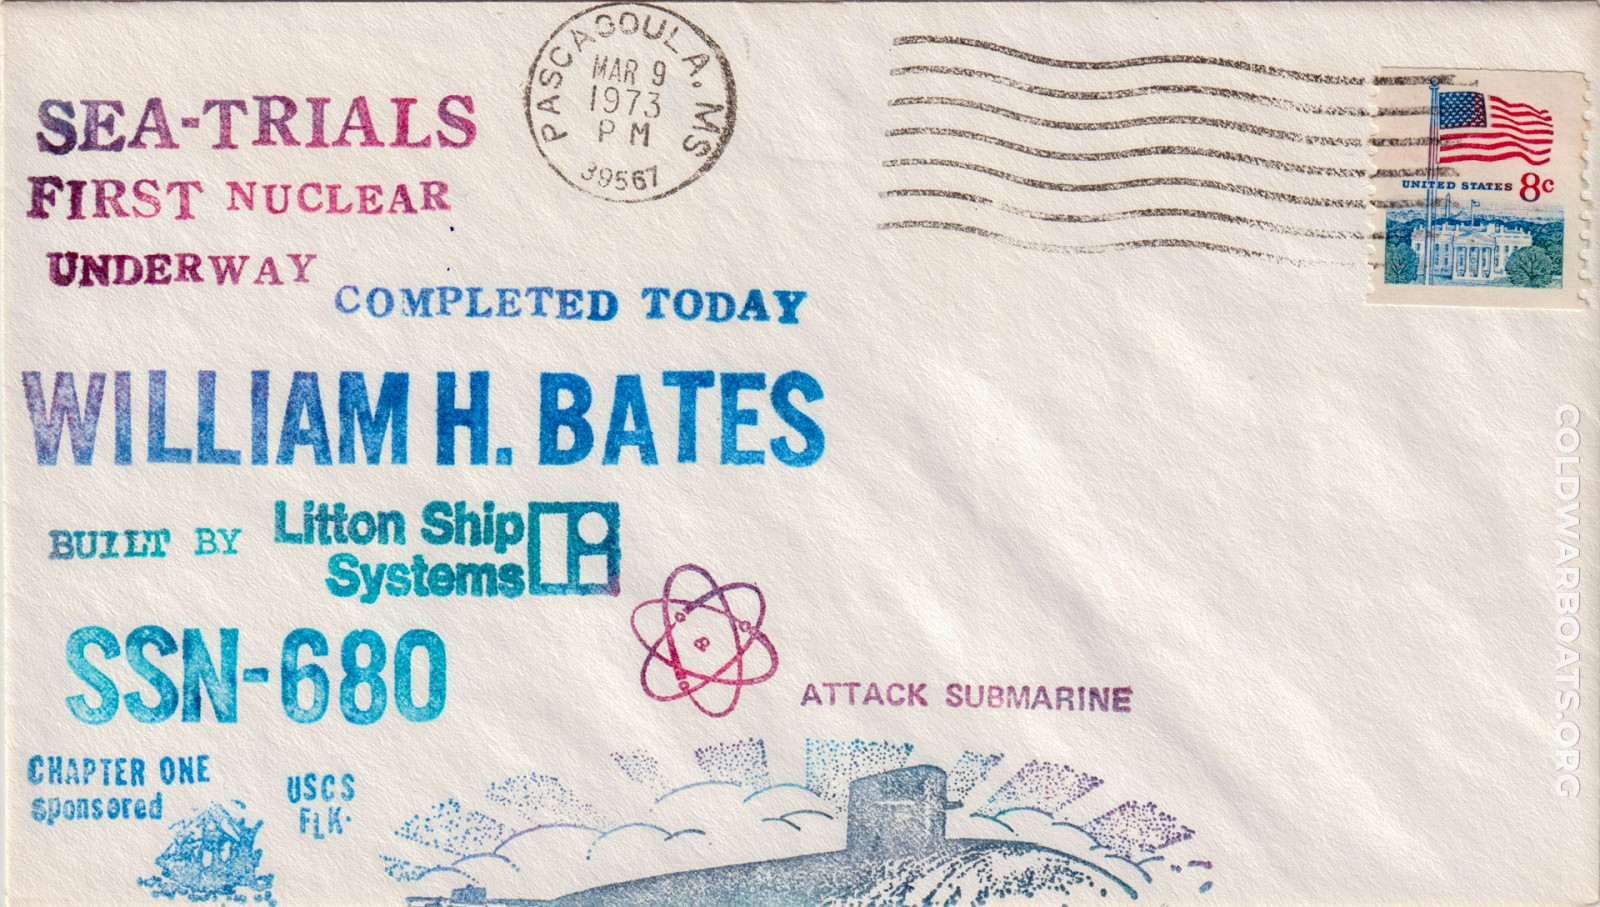 SEA-TRIALS
FIRST NUCLEAR
UNDERWAY
COMPLETED TODAY
WILLIAM H. BATES
BUILT BY
Litton Ship
Systems
SSN-680
ATTACK SUBMARINE
CHAPTER ONE
sponsored
USCS
FLK.
PASCAGOULA, MS
MAR 9
1973
PM
39567
UNITED STATES 8c
COLDWARBOATS.ORG